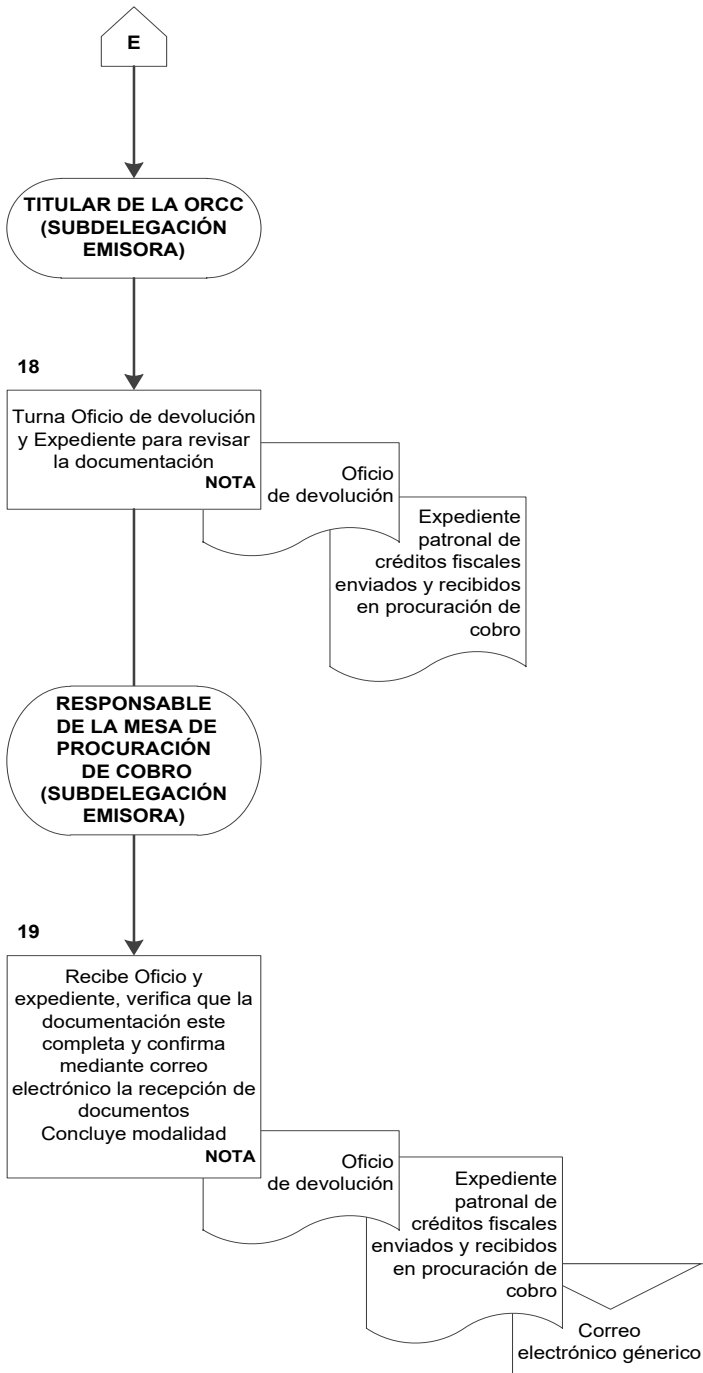 E
TITULAR DE LA ORCC
(SUBDELEGACIÓN
EMISORA)
18
Turna Oficio de devolución
y Expediente para revisar
la documentación
NOTA
Oficio
de devolución
Expediente
patronal de
créditos fiscales
enviados y recibidos
en procuración de
cobro
RESPONSABLE
DE LA MESA DE
PROCURACIÓN
DE COBRO
(SUBDELEGACIÓN
EMISORA)
19
Recibe Oficio y
expediente, verifica que la
documentación este
completa y confirma
mediante correo
electrónico la recepción de
documentos
Concluye modalidad
NOTA
Oficio
de devolución
Expediente
patronal de
créditos fiscales
enviados y recibidos
en procuración de
cobro
Correo
electrónico génerico